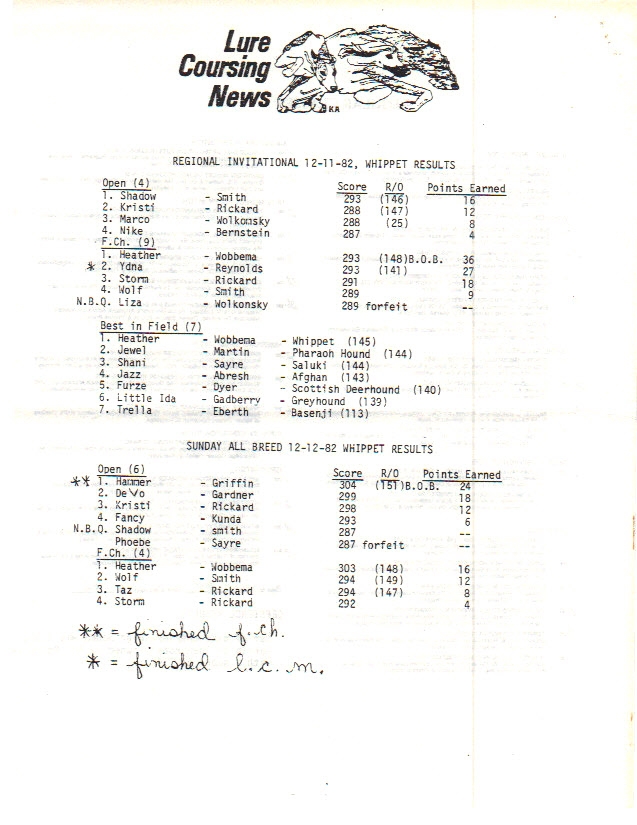 Lure
Coursing
News
KA
REGIONAL INVITATIONAL 12-11-82, WHIPPET RESULTS
Open (4) Score R/O Points Earned
1. Shadow - Smith 293 (146) 16
2. Kristi - Rickard 288 (147) 12
3. Marco - Wolkonsky 288 (25) 8
4. Nike - Bernstein 287 4
F.Ch. (9)
1. Heather - Wobbema 293 (148)B.O.B. 36
* 2. Ydna - Reynolds 293 (141) 27
3. Storm - Rickard 291 18
4. Wolf - Smith 289 9
N.B.Q. Liza - Wolkonsky 289 forfeit --
Best in Field (7)
1. Heather - Wobbema - Whippet (145)
2. Jewel - Martin - Pharaoh Hound (144)
3. Shani - Sayre - Saluki (144)
4. Jazz - Abresh - Afghan (143)
5. Furze - Dyer - Scottish Deerhound (140)
6. Little Ida - Gadberry - Greyhound (139)
7. Trella - Eberth - Basenji (113)
SUNDAY ALL BREED 12-12-82 WHIPPET RESULTS
Open (6) Score R/O Points Earned
** 1. Hammer - Griffin 304 (151)B.O.B. 24
2. DeVo - Gardner 299 18
3. Kristi - Rickard 298 12
4. Fancy - Kunda 293 6
N.B.Q. Shadow - smith 287 -- --
Phoebe - Sayre 287 forfeit --
F.Ch. (4)
1. Heather - Wobbema 303 (148) 16
2. Wolf - Smith 294 (149) 12
3. Taz - Rickard 294 (147) 8
4. Storm - Rickard 292 4
** = finished f.ch.
* = finished l.c.m.